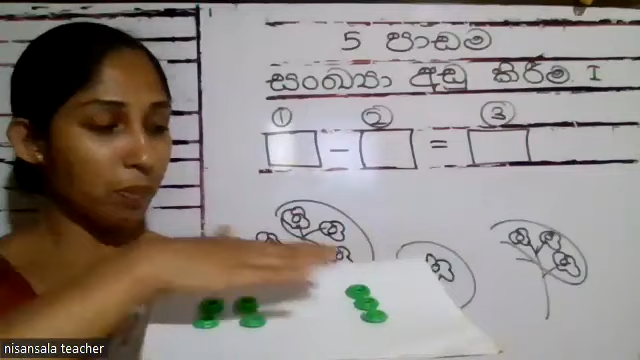 5 පාඩම
සංඛ්‍යා අඩු කිරීම I
① ② ③
− =
nisansala teacher